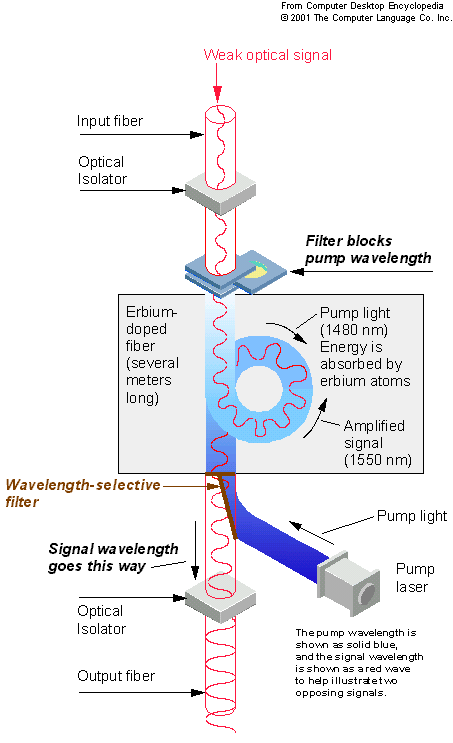 From Computer Desktop Encyclopedia
© 2001 The Computer Language Co. Inc.
Weak optical signal
Input fiber
Optical
Isolator
Filter blocks
pump wavelength
Erbium-
doped
fiber
(several
meters
long)
Pump light
(1480 nm)
Energy is
absorbed by
erbium atoms
Amplified
signal
(1550 nm)
Wavelength-selective
filter
Pump light
Signal wavelength
goes this way
Pump
laser
Optical
Isolator
Output fiber
The pump wavelength is
shown as solid blue,
and the signal wavelength
is shown as a red wave
to help illustrate two
opposing signals.